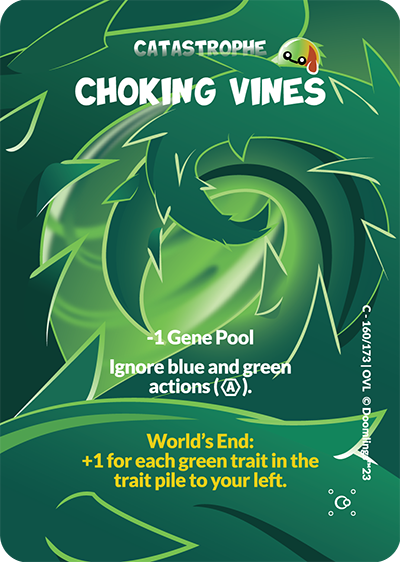 CATASTROPHE
CHOKING VINES
-1 Gene Pool
Ignore blue and green
actions (Ⓐ).
World's End:
+1 for each green trait in the
trait pile to your left.
C - 160/173 | OVL © Doomlings™ 23